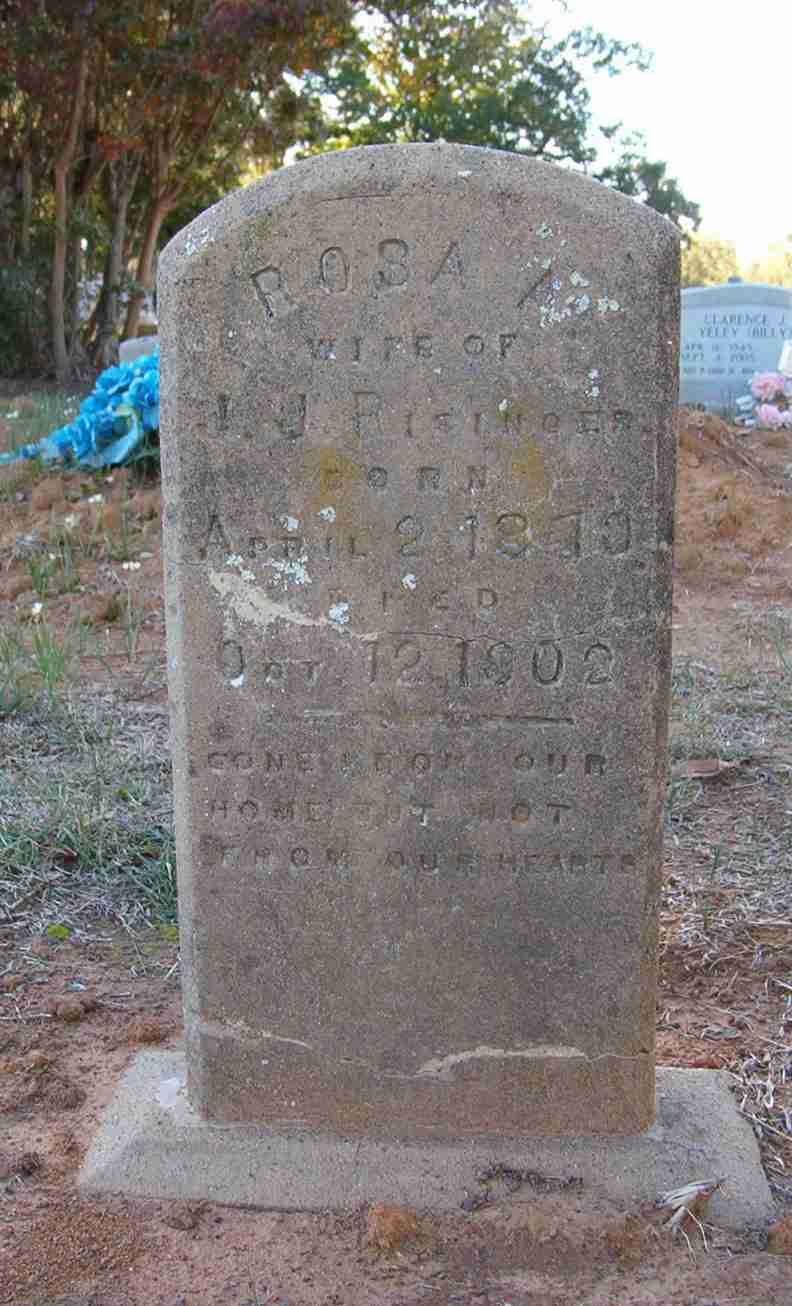 ROSA A
WIFE OF
J. J. RISINGER
BORN
APRIL 2, 1870
DIED
OCT 12, 1902
GONE FROM OUR
HOME BUT NOT
FROM OUR HEARTS
CLARENCE J.
YELEY (BILLY)